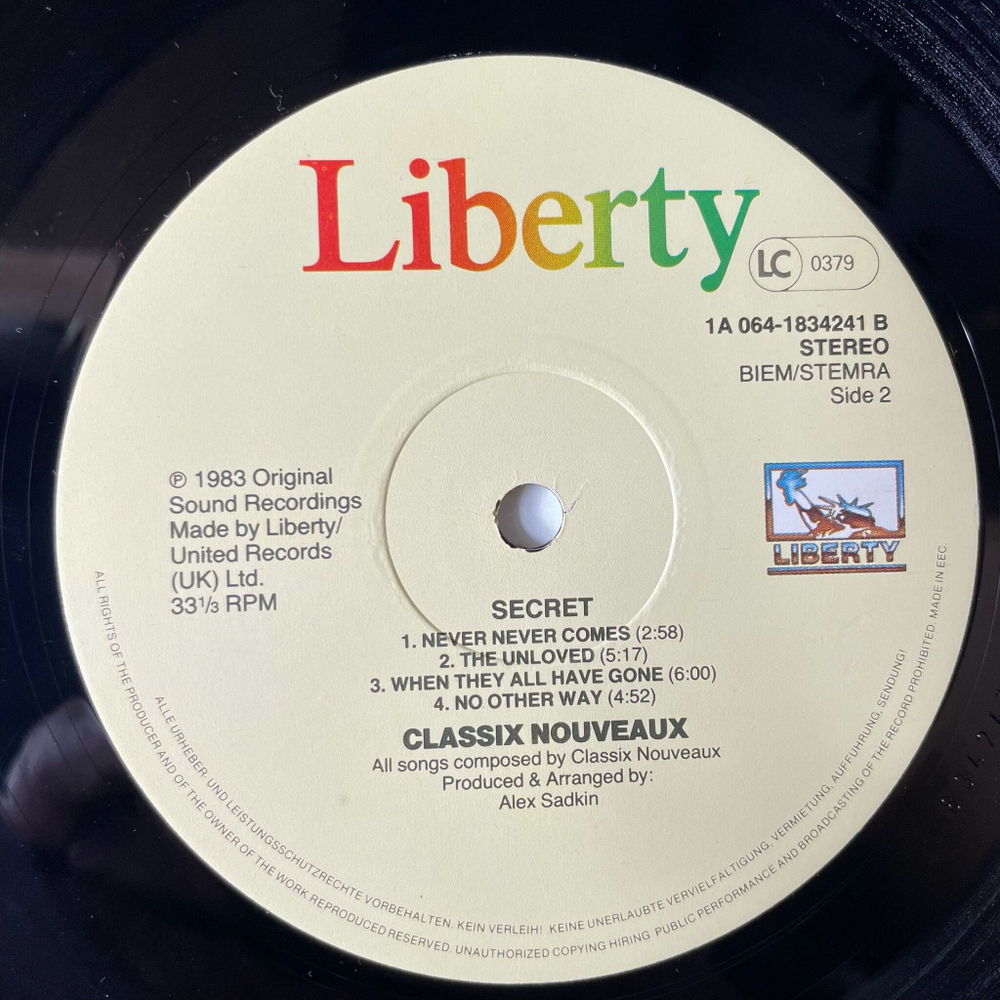 Liberty
LC 0379
1A 064-1834241 B
STEREO
BIEM/STEMRA
Side 2
℗ 1983 Original
Sound Recordings
Made by Liberty/
United Records
(UK) Ltd.
33 1/3 RPM
LIBERTY
SECRET
1. NEVER NEVER COMES (2:58)
2. THE UNLOVED (5:17)
3. WHEN THEY ALL HAVE GONE (6:00)
4. NO OTHER WAY (4:52)
CLASSIX NOUVEAUX
All songs composed by Classix Nouveaux
Produced & Arranged by:
Alex Sadkin
ALLE URHEBER- UND LEISTUNGSSCHUTZRECHTE VORBEHALTEN. KEIN VERLEIH! KEINE UNERLAUBTE VERVIELFÄLTIGUNG, VERMIETUNG, AUFFÜHRUNG, SENDUNG!
ALL RIGHTS OF THE PRODUCER AND OF THE OWNER OF THE WORK REPRODUCED RESERVED. UNAUTHORIZED COPYING HIRING PUBLIC PERFORMANCE AND BROADCASTING OF THE RECORD PROHIBITED. MADE IN EEC.